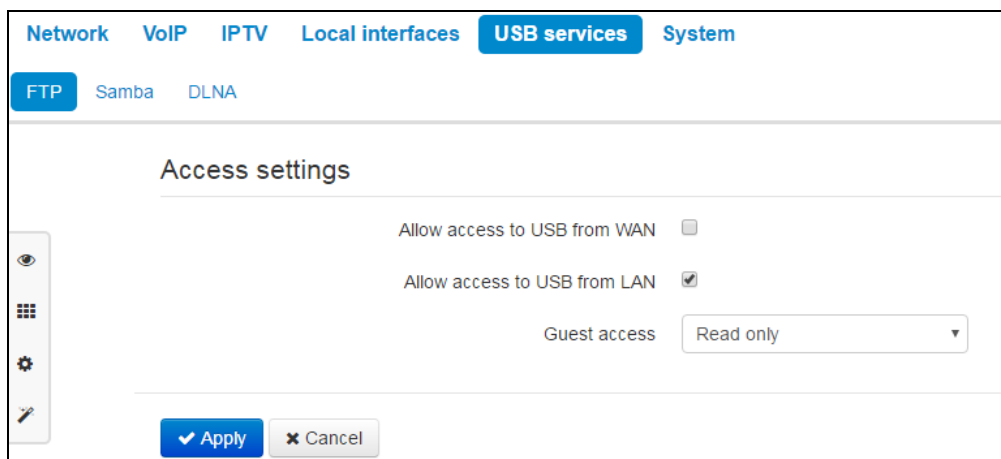 Network VoIP IPTV Local interfaces USB services System
FTP Samba DLNA
Access settings
Allow access to USB from WAN
Allow access to USB from LAN
Guest access Read only
Apply Cancel